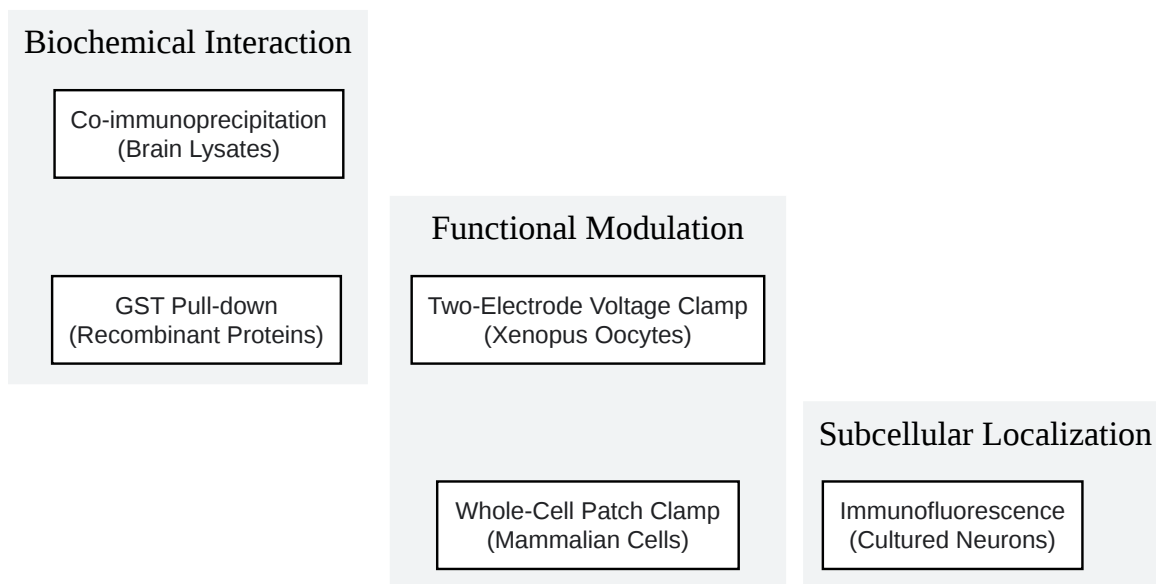 Biochemical Interaction
Co-immunoprecipitation
(Brain Lysates)
GST Pull-down
(Recombinant Proteins)
Functional Modulation
Two-Electrode Voltage Clamp
(Xenopus Oocytes)
Whole-Cell Patch Clamp
(Mammalian Cells)
Subcellular Localization
Immunofluorescence
(Cultured Neurons)